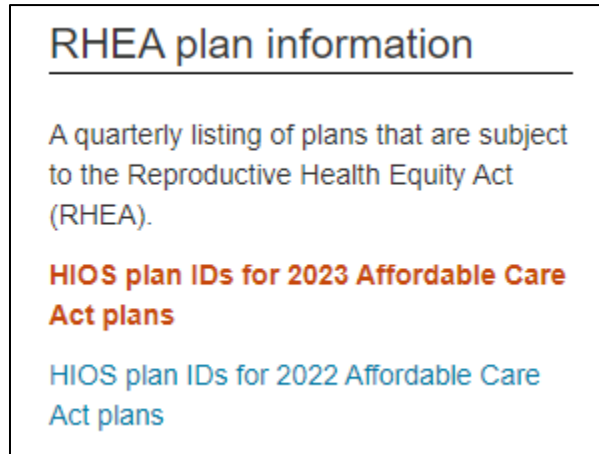 RHEA plan information
A quarterly listing of plans that are subject
to the Reproductive Health Equity Act
(RHEA).
HIOS plan IDs for 2023 Affordable Care
Act plans
HIOS plan IDs for 2022 Affordable Care
Act plans